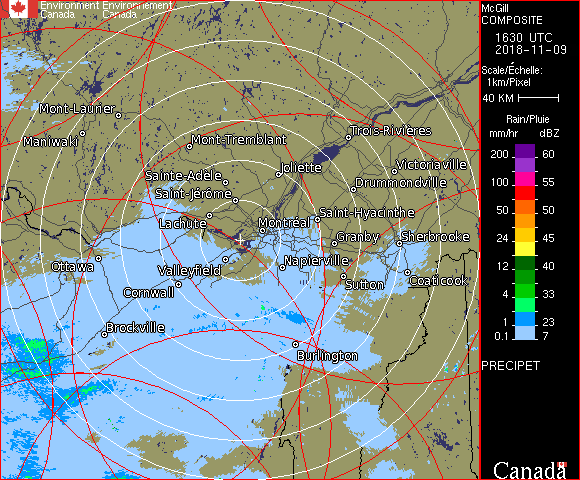 Environment Environnement
Canada Canada
McGill
COMPOSITE
1630 UTC
2018-11-09
Scale/Échelle:
1km/Pixel
40 KM
Rain/Pluie
mm/hr dBZ
200 60
100 55
50 50
24 45
12 40
4 33
1 23
0.1 7
PRECIPET
Canada
Mont-Laurier
Maniwaki
Mont-Tremblant
Trois-Rivières
Joliette
Victoriaville
Sainte-Adèle
Drummondville
Saint-Jérôme
Saint-Hyacinthe
Lachute
Montréal
Granby
Sherbrooke
Ottawa
Valleyfield
Napierville
Cornwall
Sutton
Coaticook
Brockville
Burlington